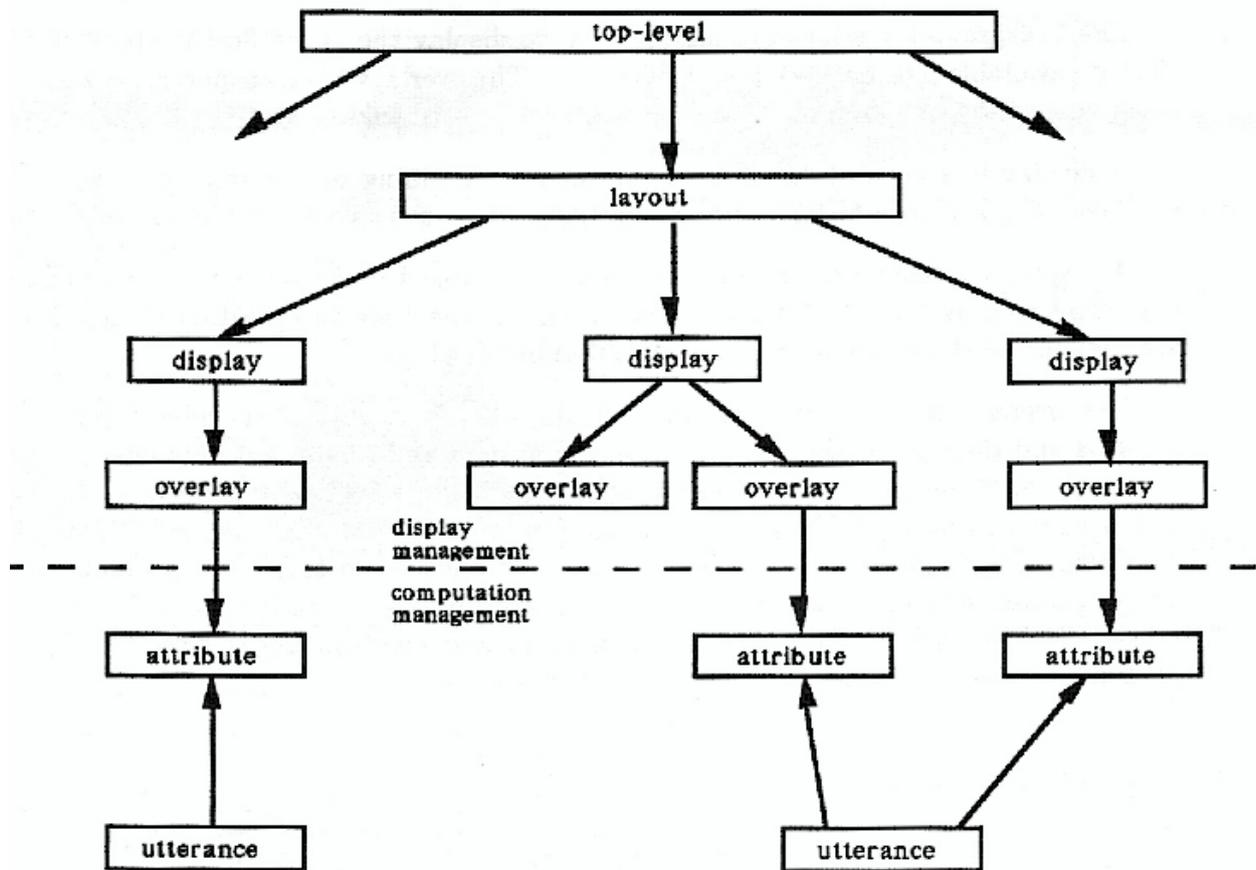 top-level
layout
display
display
display
overlay
overlay
overlay
overlay
display
management
computation
management
attribute
attribute
attribute
utterance
utterance